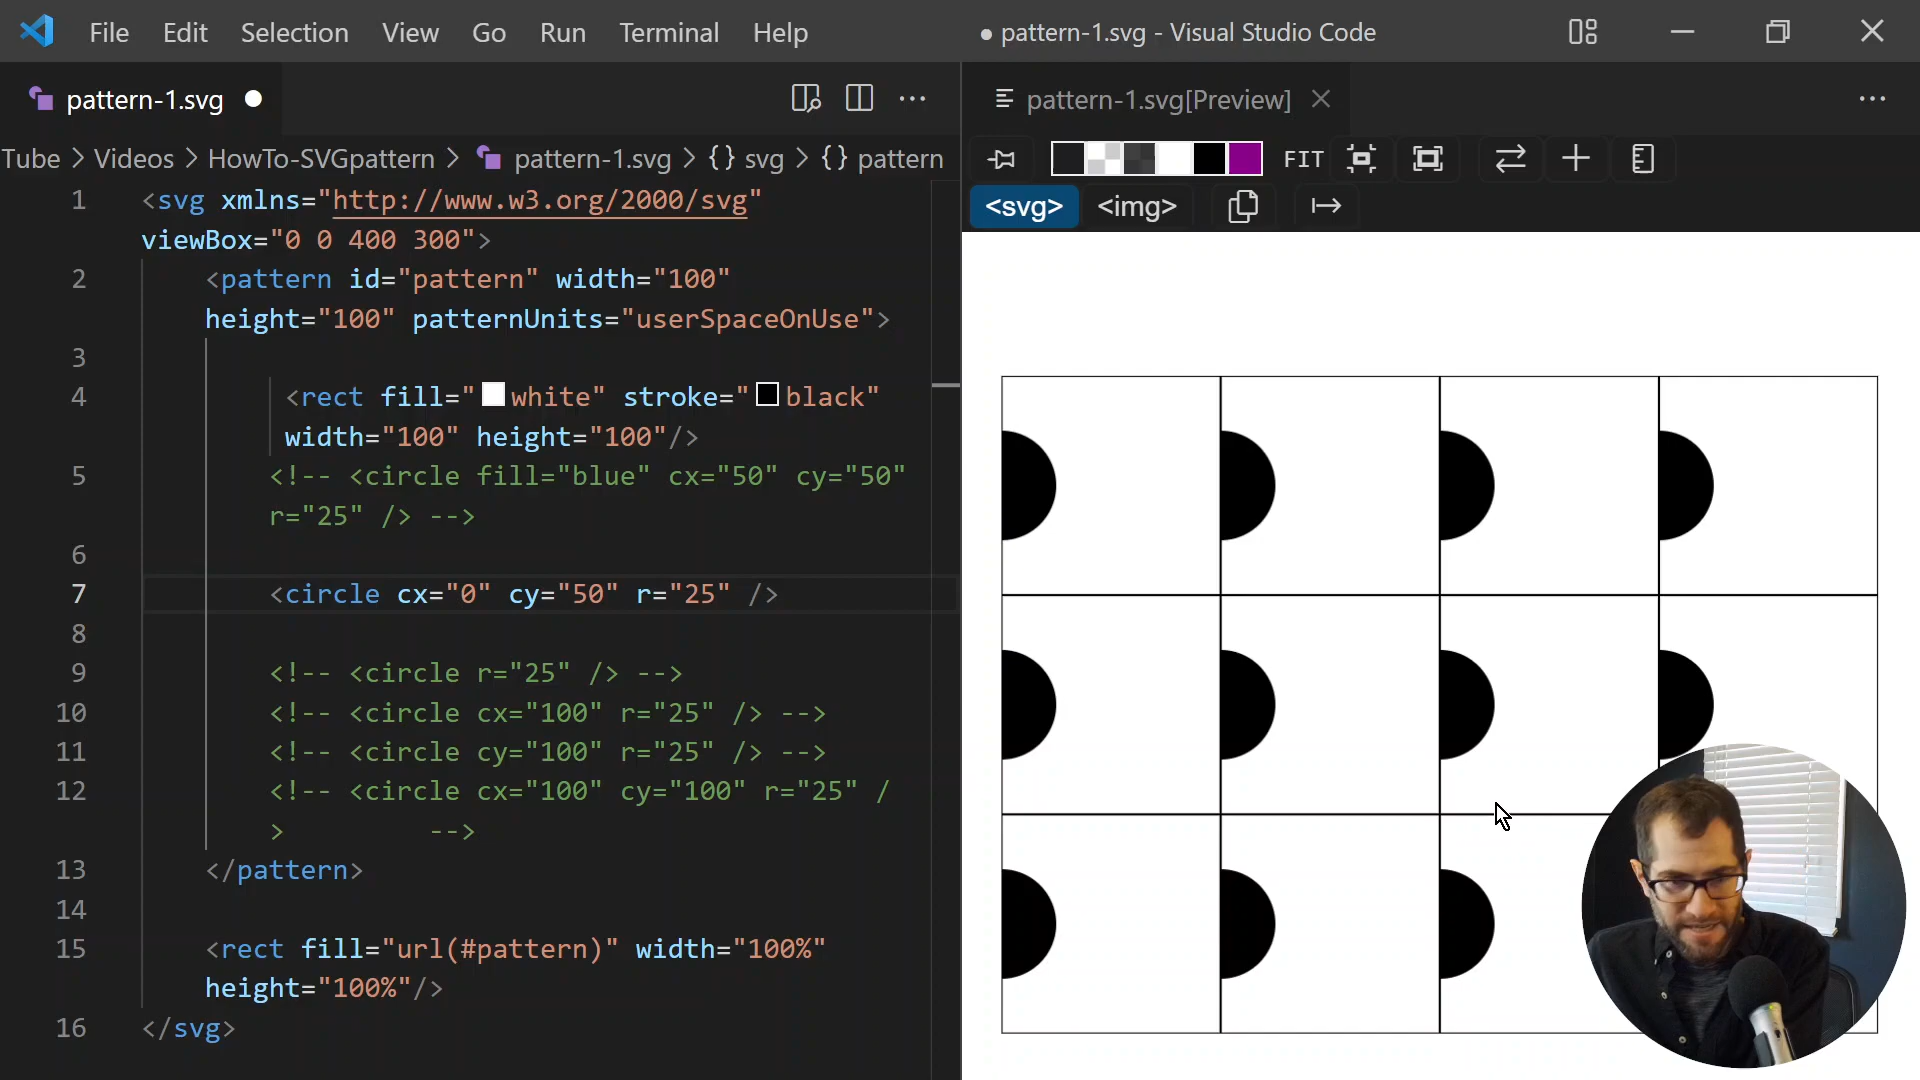 File Edit Selection View Go Run Terminal Help
● pattern-1.svg - Visual Studio Code
pattern-1.svg ●
pattern-1.svg[Preview]
Tube > Videos > HowTo-SVGpattern > pattern-1.svg > {} svg > {} pattern
FIT
<svg> <img>
1 <svg xmlns="http://www.w3.org/2000/svg"
viewBox="0 0 400 300">
2 <pattern id="pattern" width="100"
height="100" patternUnits="userSpaceOnUse">
3
4 <rect fill="white" stroke="black"
width="100" height="100"/>
5 <!-- <circle fill="blue" cx="50" cy="50"
r="25" /> -->
6
7 <circle cx="0" cy="50" r="25" />
8
9 <!-- <circle r="25" /> -->
10 <!-- <circle cx="100" r="25" /> -->
11 <!-- <circle cy="100" r="25" /> -->
12 <!-- <circle cx="100" cy="100" r="25" /
> -->
13 </pattern>
14
15 <rect fill="url(#pattern)" width="100%"
height="100%"/>
16 </svg>